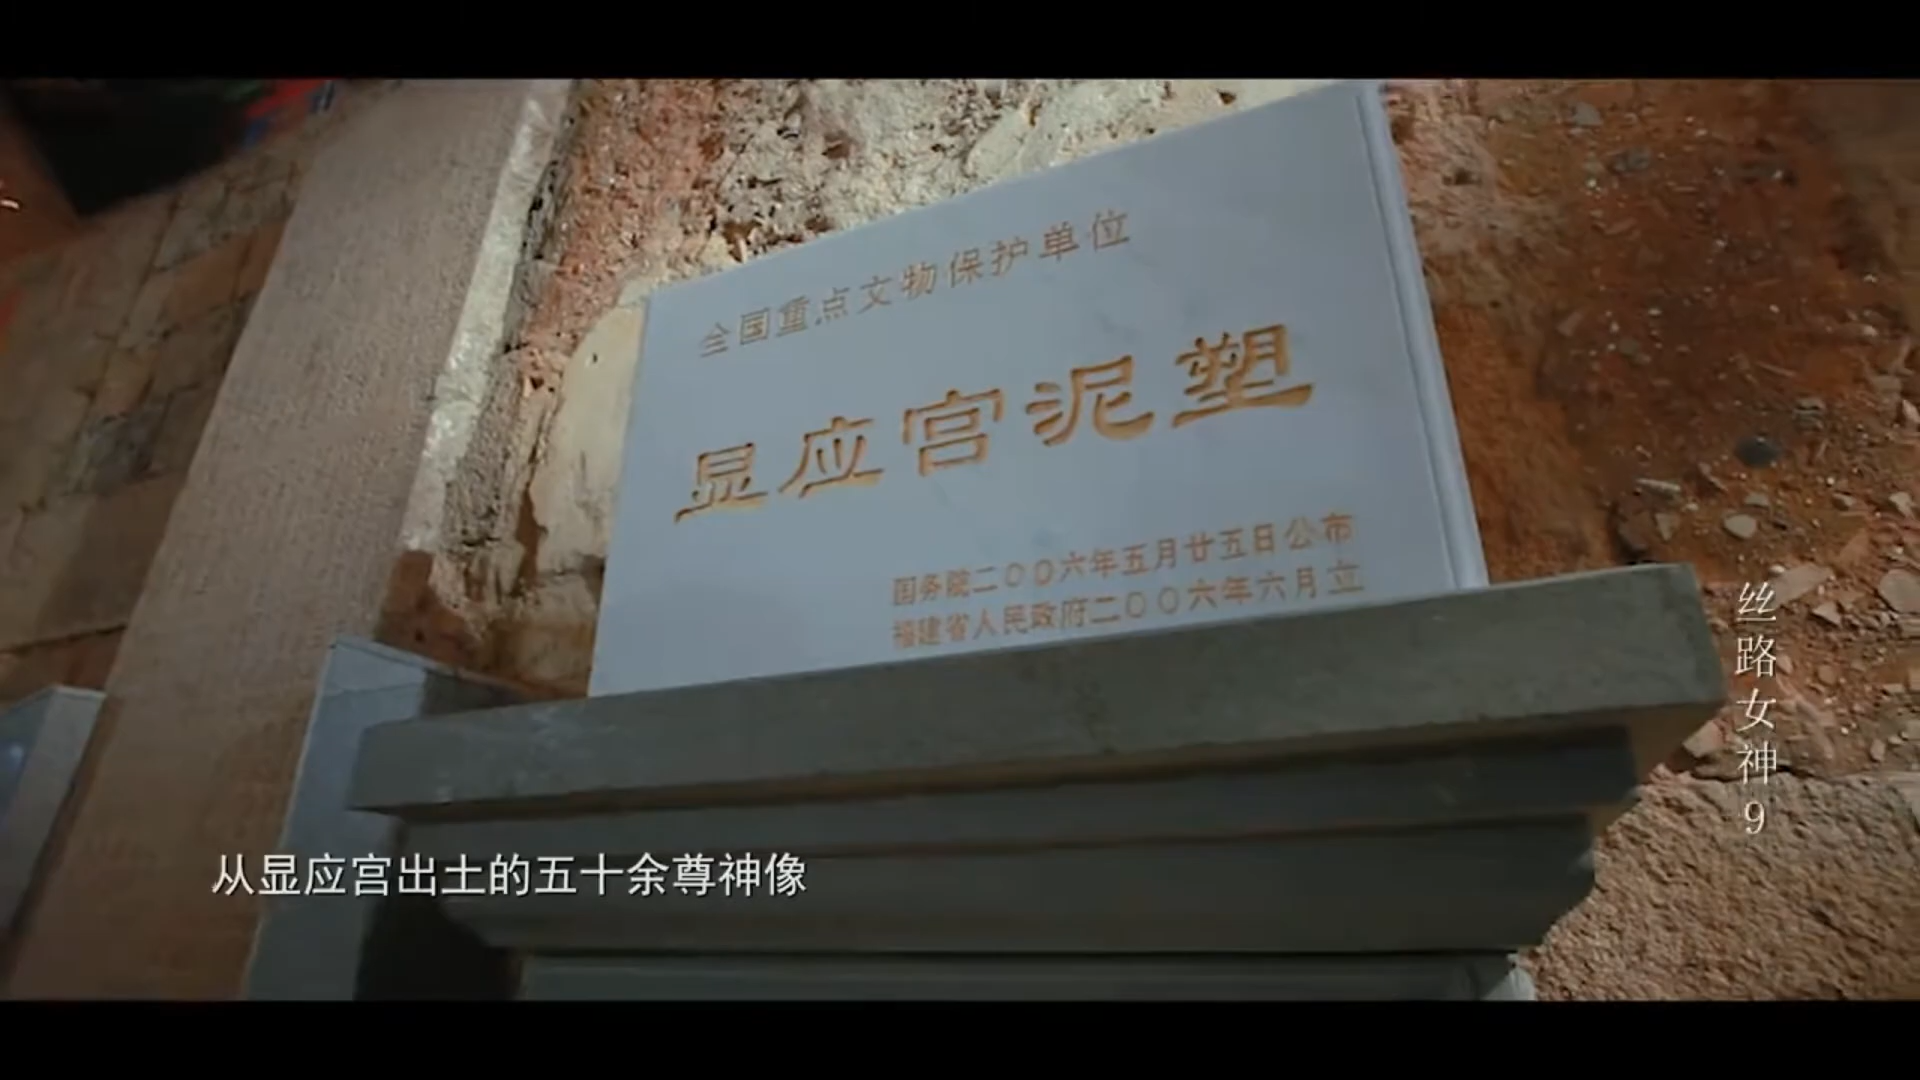 全国重点文物保护单位
显应宫泥塑
国务院二〇〇六年五月廿五日公布
福建省人民政府二〇〇六年六月立
丝路女神9
从显应宫出土的五十余尊神像